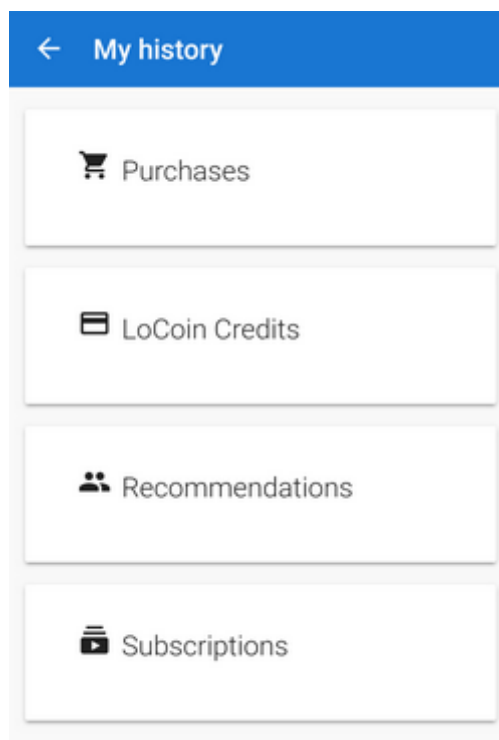 My history
Purchases
LoCoin Credits
Recommendations
Subscriptions